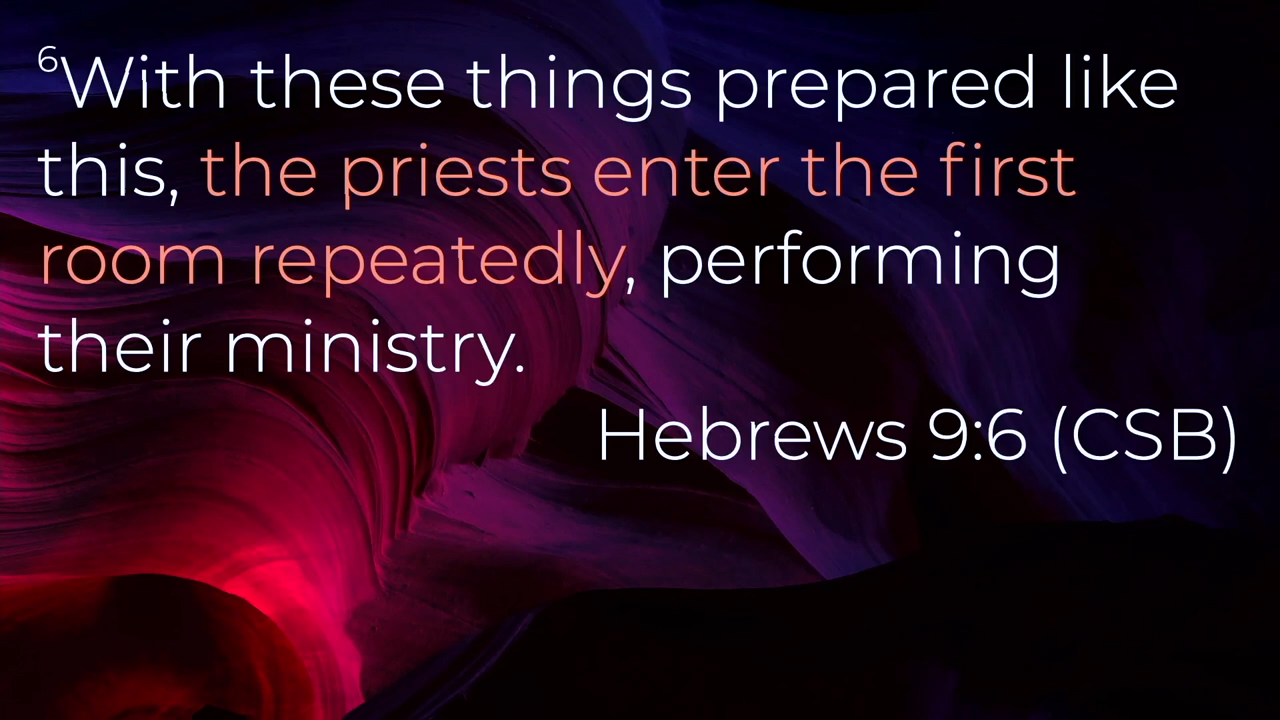 ⁶With these things prepared like
this, the priests enter the first
room repeatedly, performing
their ministry.
Hebrews 9:6 (CSB)